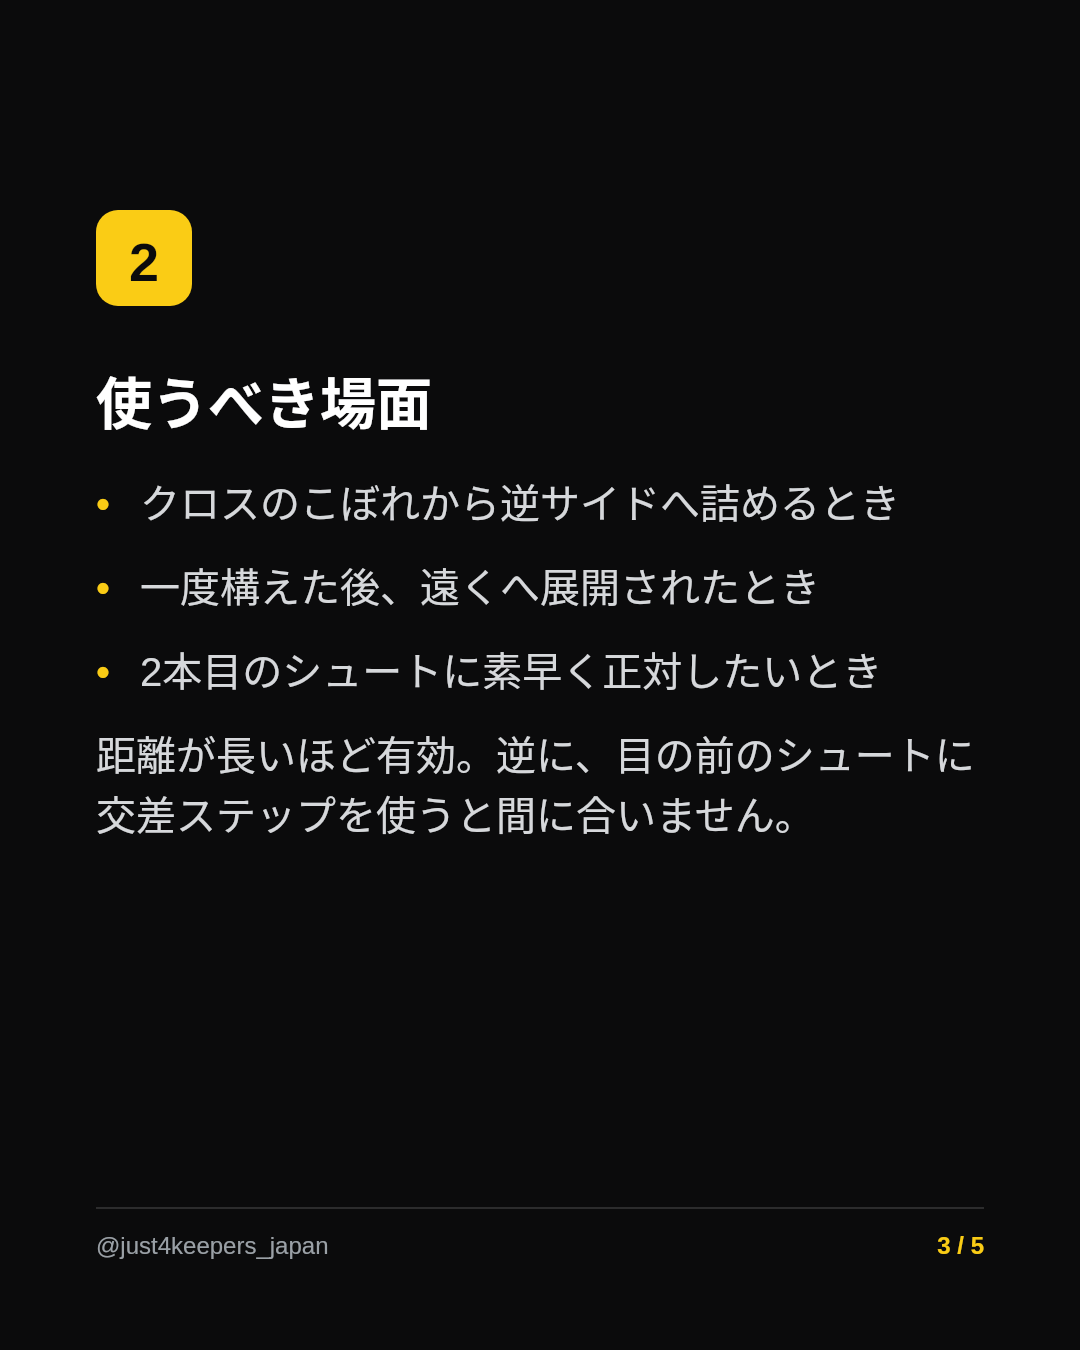 2
使うべき場面
• クロスのこぼれから逆サイドへ詰めるとき
• 一度構えた後、遠くへ展開されたとき
• 2本目のシュートに素早く正対したいとき
距離が長いほど有効。逆に、目の前のシュートに
交差ステップを使うと間に合いません。
@just4keepers_japan
3 / 5